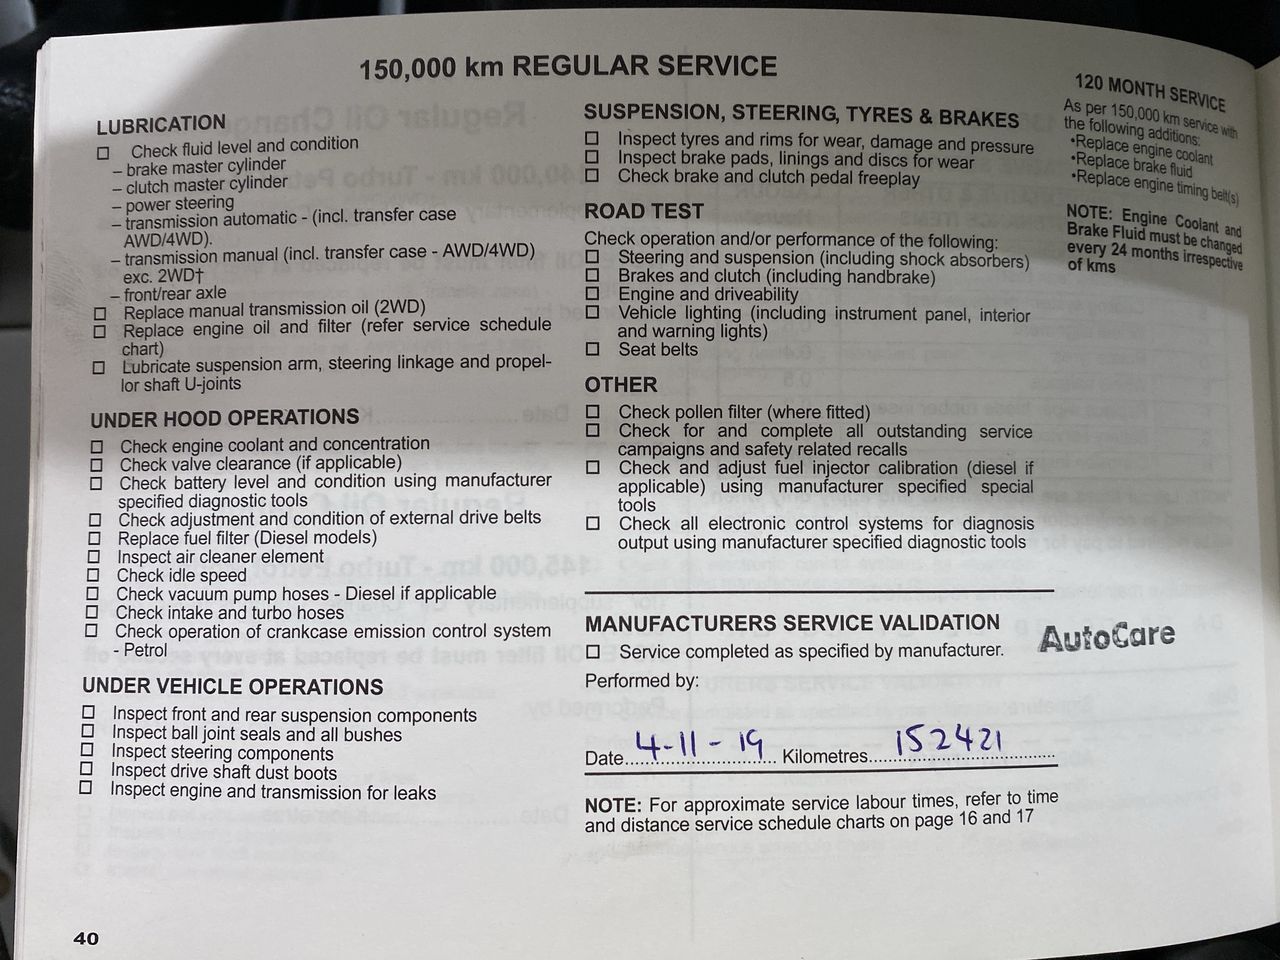 150,000 km REGULAR SERVICE
LUBRICATION
☐ Check fluid level and condition
– brake master cylinder
– clutch master cylinder
– power steering
– transmission automatic - (incl. transfer case
AWD/4WD).
– transmission manual (incl. transfer case - AWD/4WD)
exc. 2WD†
– front/rear axle
☐ Replace manual transmission oil (2WD)
☐ Replace engine oil and filter (refer service schedule
chart)
☐ Lubricate suspension arm, steering linkage and propel-
lor shaft U-joints
UNDER HOOD OPERATIONS
☐ Check engine coolant and concentration
☐ Check valve clearance (if applicable)
☐ Check battery level and condition using manufacturer
specified diagnostic tools
☐ Check adjustment and condition of external drive belts
☐ Replace fuel filter (Diesel models)
☐ Inspect air cleaner element
☐ Check idle speed
☐ Check vacuum pump hoses - Diesel if applicable
☐ Check intake and turbo hoses
☐ Check operation of crankcase emission control system
- Petrol
UNDER VEHICLE OPERATIONS
☐ Inspect front and rear suspension components
☐ Inspect ball joint seals and all bushes
☐ Inspect steering components
☐ Inspect drive shaft dust boots
☐ Inspect engine and transmission for leaks
40
SUSPENSION, STEERING, TYRES & BRAKES
☐ Inspect tyres and rims for wear, damage and pressure
☐ Inspect brake pads, linings and discs for wear
☐ Check brake and clutch pedal freeplay
ROAD TEST
Check operation and/or performance of the following:
☐ Steering and suspension (including shock absorbers)
☐ Brakes and clutch (including handbrake)
☐ Engine and driveability
☐ Vehicle lighting (including instrument panel, interior
and warning lights)
☐ Seat belts
OTHER
☐ Check pollen filter (where fitted)
☐ Check for and complete all outstanding service
campaigns and safety related recalls
☐ Check and adjust fuel injector calibration (diesel if
applicable) using manufacturer specified special
tools
☐ Check all electronic control systems for diagnosis
output using manufacturer specified diagnostic tools
MANUFACTURERS SERVICE VALIDATION
☐ Service completed as specified by manufacturer.
AutoCare
Performed by:
Date 4-11-19 Kilometres 152421
NOTE: For approximate service labour times, refer to time
and distance service schedule charts on page 16 and 17
120 MONTH SERVICE
As per 150,000 km service with
the following additions:
•Replace engine coolant
•Replace brake fluid
•Replace engine timing belt(s)
NOTE: Engine Coolant and
Brake Fluid must be changed
every 24 months irrespective
of kms